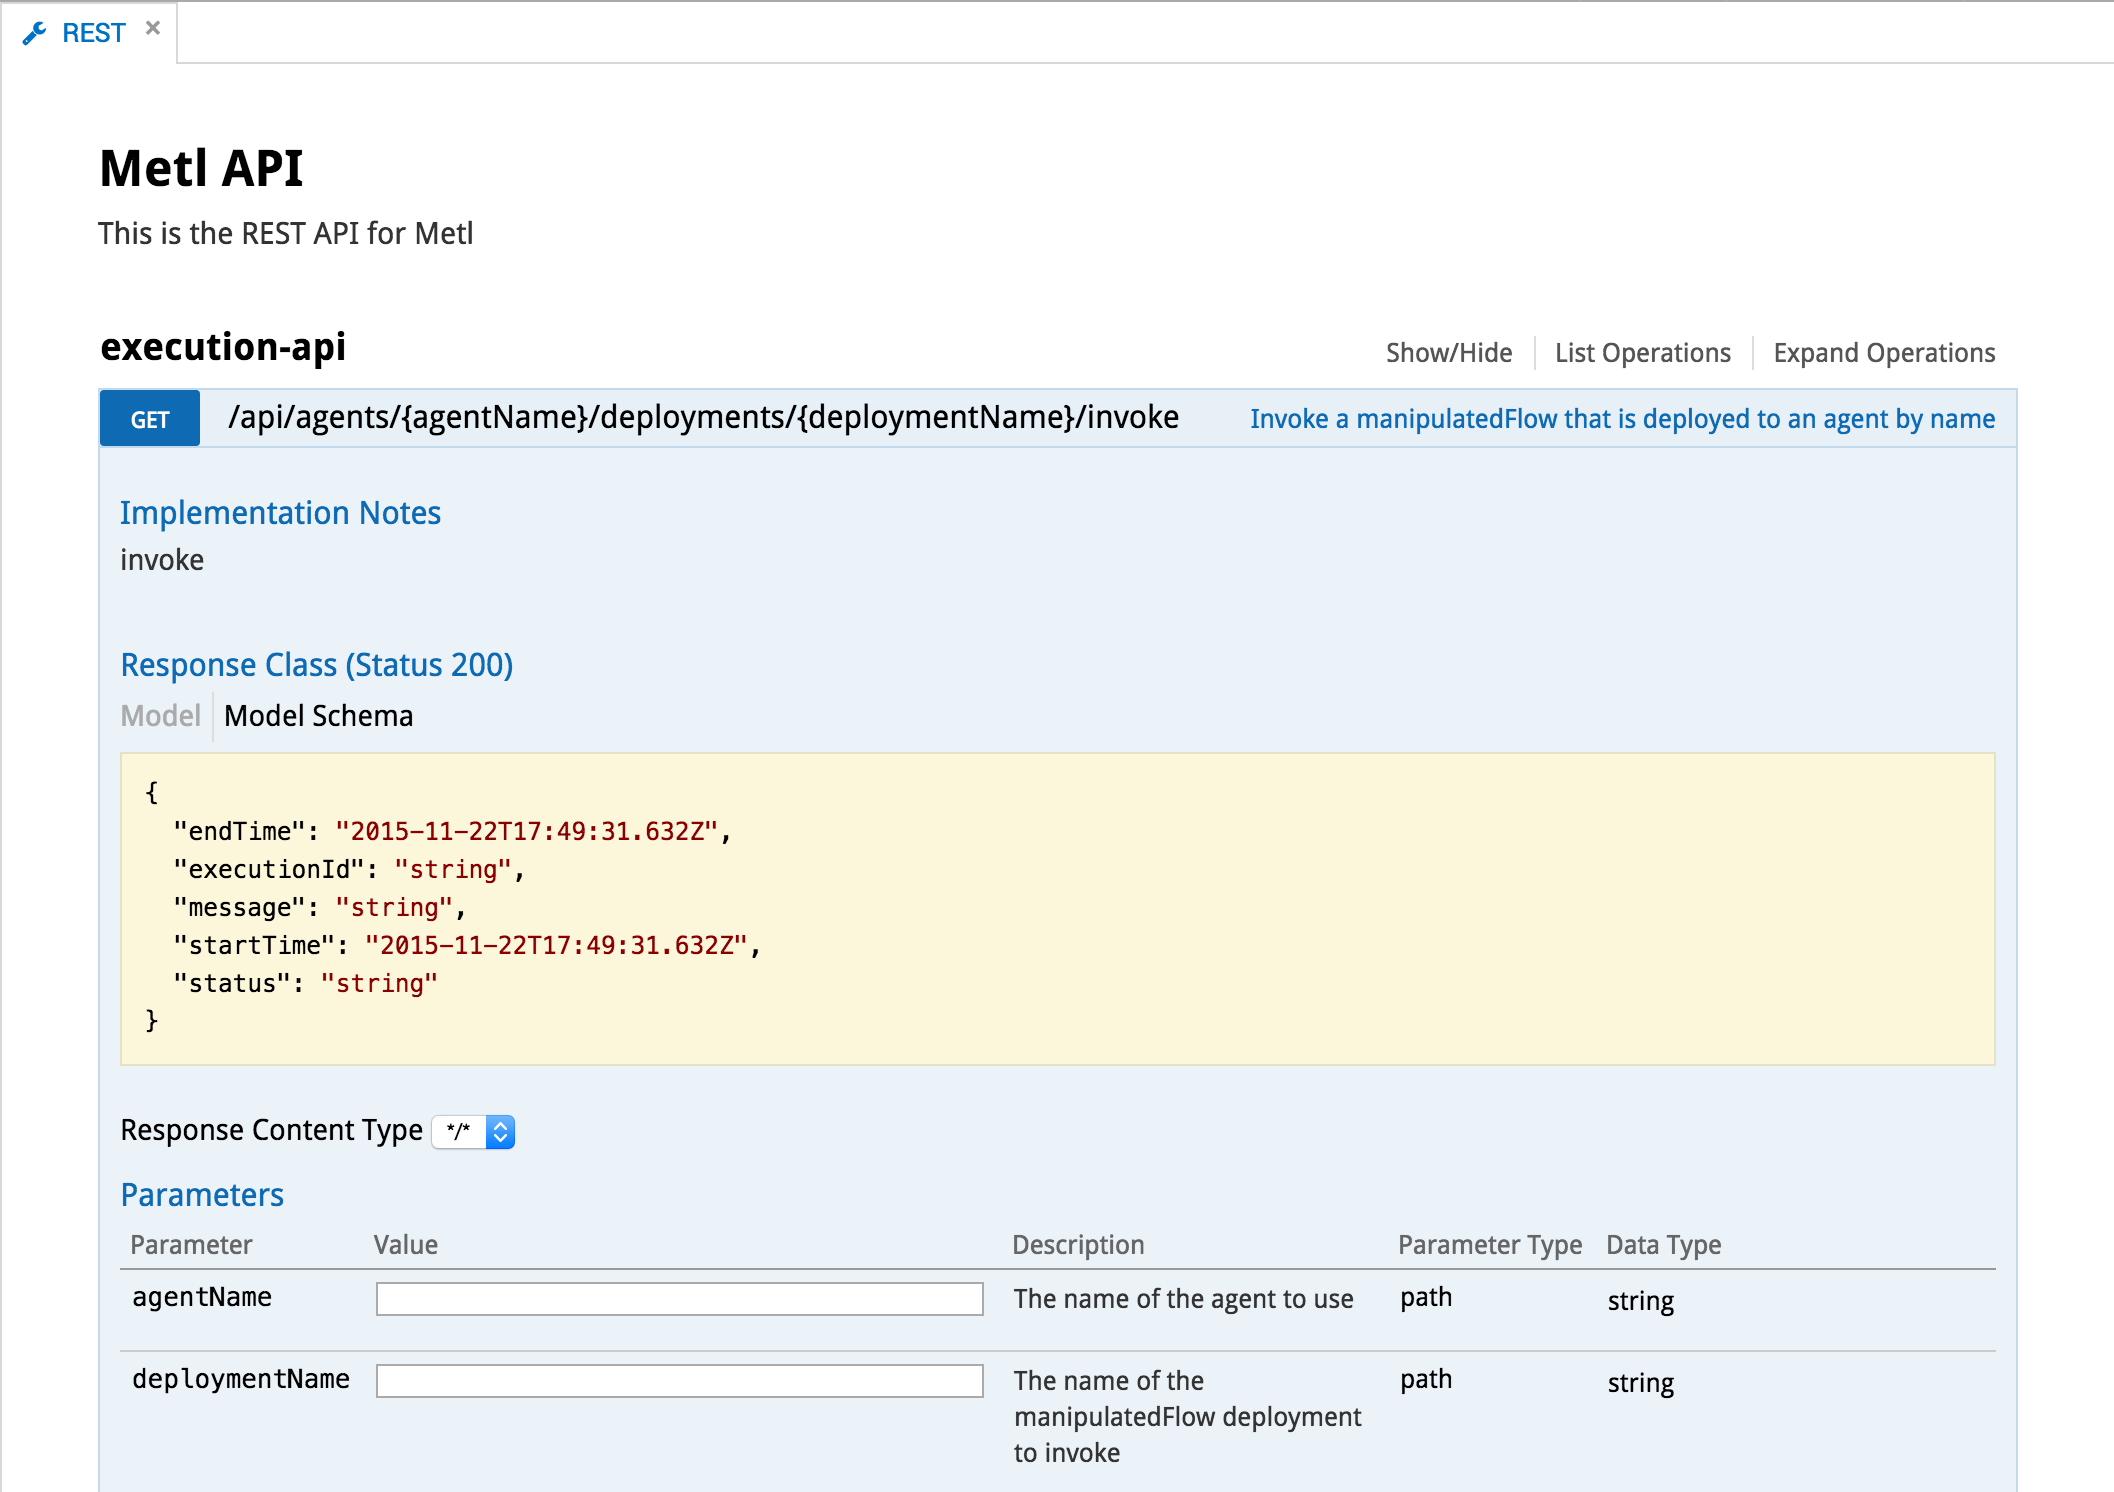 REST ×
Metl API
This is the REST API for Metl
execution-api
Show/Hide
List Operations
Expand Operations
GET
/api/agents/{agentName}/deployments/{deploymentName}/invoke
Invoke a manipulatedFlow that is deployed to an agent by name
Implementation Notes
invoke
Response Class (Status 200)
Model
Model Schema
{
"endTime": "2015-11-22T17:49:31.632Z",
"executionId": "string",
"message": "string",
"startTime": "2015-11-22T17:49:31.632Z",
"status": "string"
}
Response Content Type */*
Parameters
Parameter Value Description Parameter Type Data Type
agentName The name of the agent to use path string
deploymentName The name of the path string
manipulatedFlow deployment
to invoke